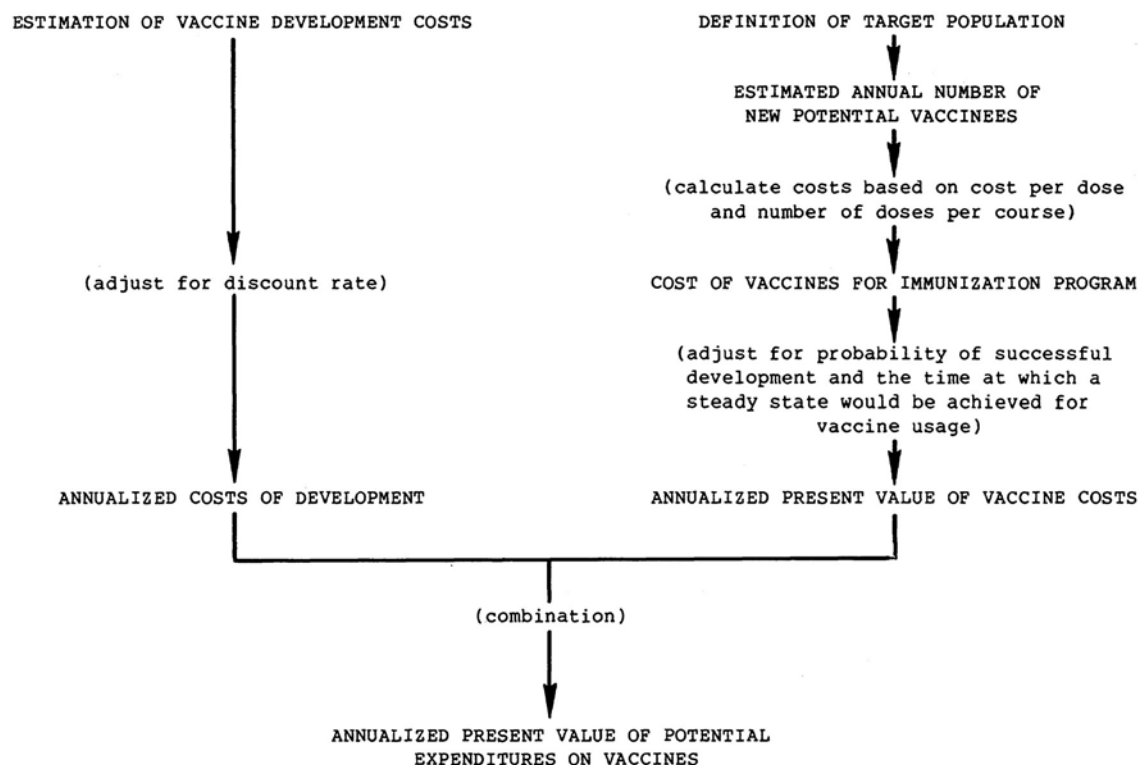 ESTIMATION OF VACCINE DEVELOPMENT COSTS
DEFINITION OF TARGET POPULATION
ESTIMATED ANNUAL NUMBER OF
NEW POTENTIAL VACCINEES
(calculate costs based on cost per dose
and number of doses per course)
(adjust for discount rate)
COST OF VACCINES FOR IMMUNIZATION PROGRAM
(adjust for probability of successful
development and the time at which a
steady state would be achieved for
vaccine usage)
ANNUALIZED COSTS OF DEVELOPMENT
ANNUALIZED PRESENT VALUE OF VACCINE COSTS
(combination)
ANNUALIZED PRESENT VALUE OF POTENTIAL
EXPENDITURES ON VACCINES